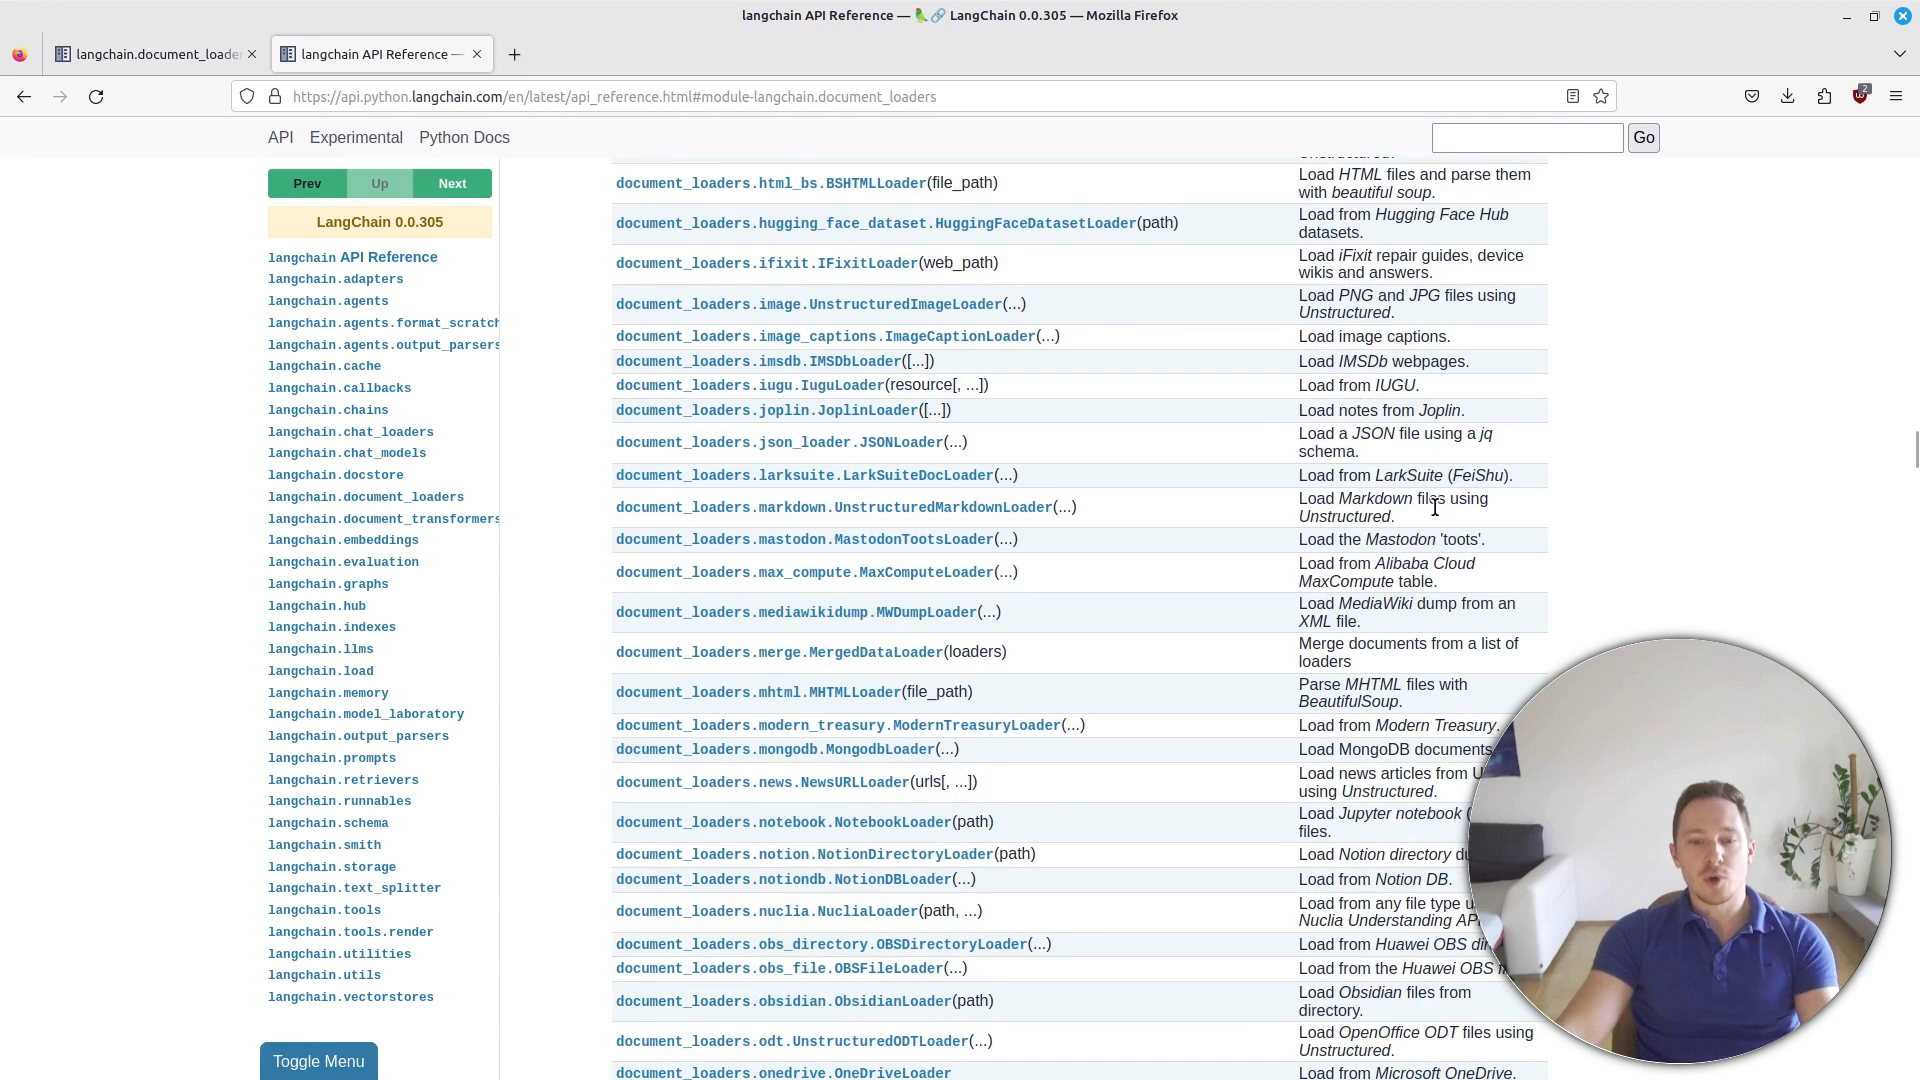 langchain API Reference — 🦜🔗 LangChain 0.0.305 — Mozilla Firefox
langchain.document_loade
langchain API Reference —
https://api.python.langchain.com/en/latest/api_reference.html#module-langchain.document_loaders
2
API Experimental Python Docs
Go
Prev Up Next
LangChain 0.0.305
langchain API Reference
langchain.adapters
langchain.agents
langchain.agents.format_scratch
langchain.agents.output_parsers
langchain.cache
langchain.callbacks
langchain.chains
langchain.chat_loaders
langchain.chat_models
langchain.docstore
langchain.document_loaders
langchain.document_transformers
langchain.embeddings
langchain.evaluation
langchain.graphs
langchain.hub
langchain.indexes
langchain.llms
langchain.load
langchain.memory
langchain.model_laboratory
langchain.output_parsers
langchain.prompts
langchain.retrievers
langchain.runnables
langchain.schema
langchain.smith
langchain.storage
langchain.text_splitter
langchain.tools
langchain.tools.render
langchain.utilities
langchain.utils
langchain.vectorstores
Toggle Menu
document_loaders.html_bs.BSHTMLLoader(file_path)
Load HTML files and parse them
with beautiful soup.
document_loaders.hugging_face_dataset.HuggingFaceDatasetLoader(path)
Load from Hugging Face Hub
datasets.
document_loaders.ifixit.IFixitLoader(web_path)
Load iFixit repair guides, device
wikis and answers.
document_loaders.image.UnstructuredImageLoader(...)
Load PNG and JPG files using
Unstructured.
document_loaders.image_captions.ImageCaptionLoader(...)
Load image captions.
document_loaders.imsdb.IMSDbLoader([...])
Load IMSDb webpages.
document_loaders.iugu.IuguLoader(resource[, ...])
Load from IUGU.
document_loaders.joplin.JoplinLoader([...])
Load notes from Joplin.
document_loaders.json_loader.JSONLoader(...)
Load a JSON file using a jq
schema.
document_loaders.larksuite.LarkSuiteDocLoader(...)
Load from LarkSuite (FeiShu).
document_loaders.markdown.UnstructuredMarkdownLoader(...)
Load Markdown files using
Unstructured.
document_loaders.mastodon.MastodonTootsLoader(...)
Load the Mastodon 'toots'.
document_loaders.max_compute.MaxComputeLoader(...)
Load from Alibaba Cloud
MaxCompute table.
document_loaders.mediawikidump.MWDumpLoader(...)
Load MediaWiki dump from an
XML file.
document_loaders.merge.MergedDataLoader(loaders)
Merge documents from a list of
loaders
document_loaders.mhtml.MHTMLLoader(file_path)
Parse MHTML files with
BeautifulSoup.
document_loaders.modern_treasury.ModernTreasuryLoader(...)
Load from Modern Treasury.
document_loaders.mongodb.MongodbLoader(...)
Load MongoDB documents
document_loaders.news.NewsURLLoader(urls[, ...])
Load news articles from U
using Unstructured.
document_loaders.notebook.NotebookLoader(path)
Load Jupyter notebook (
files.
document_loaders.notion.NotionDirectoryLoader(path)
Load Notion directory du
document_loaders.notiondb.NotionDBLoader(...)
Load from Notion DB.
document_loaders.nuclia.NucliaLoader(path, ...)
Load from any file type u
Nuclia Understanding AP
document_loaders.obs_directory.OBSDirectoryLoader(...)
Load from Huawei OBS dir
document_loaders.obs_file.OBSFileLoader(...)
Load from the Huawei OBS
document_loaders.obsidian.ObsidianLoader(path)
Load Obsidian files from
directory.
document_loaders.odt.UnstructuredODTLoader(...)
Load OpenOffice ODT files using
Unstructured.
document_loaders.onedrive.OneDriveLoader
Load from Microsoft OneDrive.